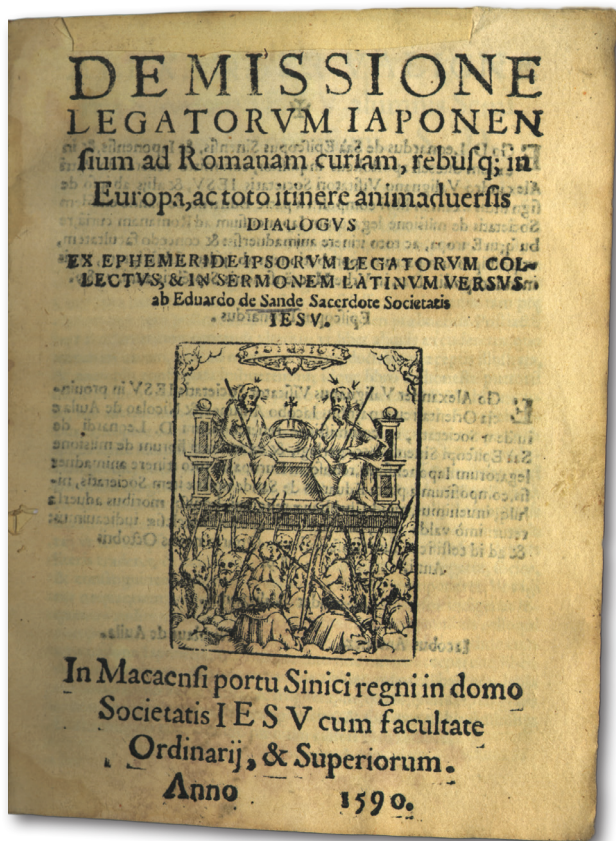 DE MISSIONE
LEGATORVM IAPONEN
ſium ad Romanam curiam, rebuſq; in
Europa, ac toto itinere animaduerſis
DIALOGVS
EX EPHEMERIDE IPSORVM LEGATORVM COL-
LECTVS, & IN SERMONEM LATINVM VERSVS
ab Eduardo de Sande Sacerdote Societatis
IESV.
In Macaenſi portu Sinici regni in domo
Societatis IESV cum facultate
Ordinarij, & Superiorum.
Anno 1590.